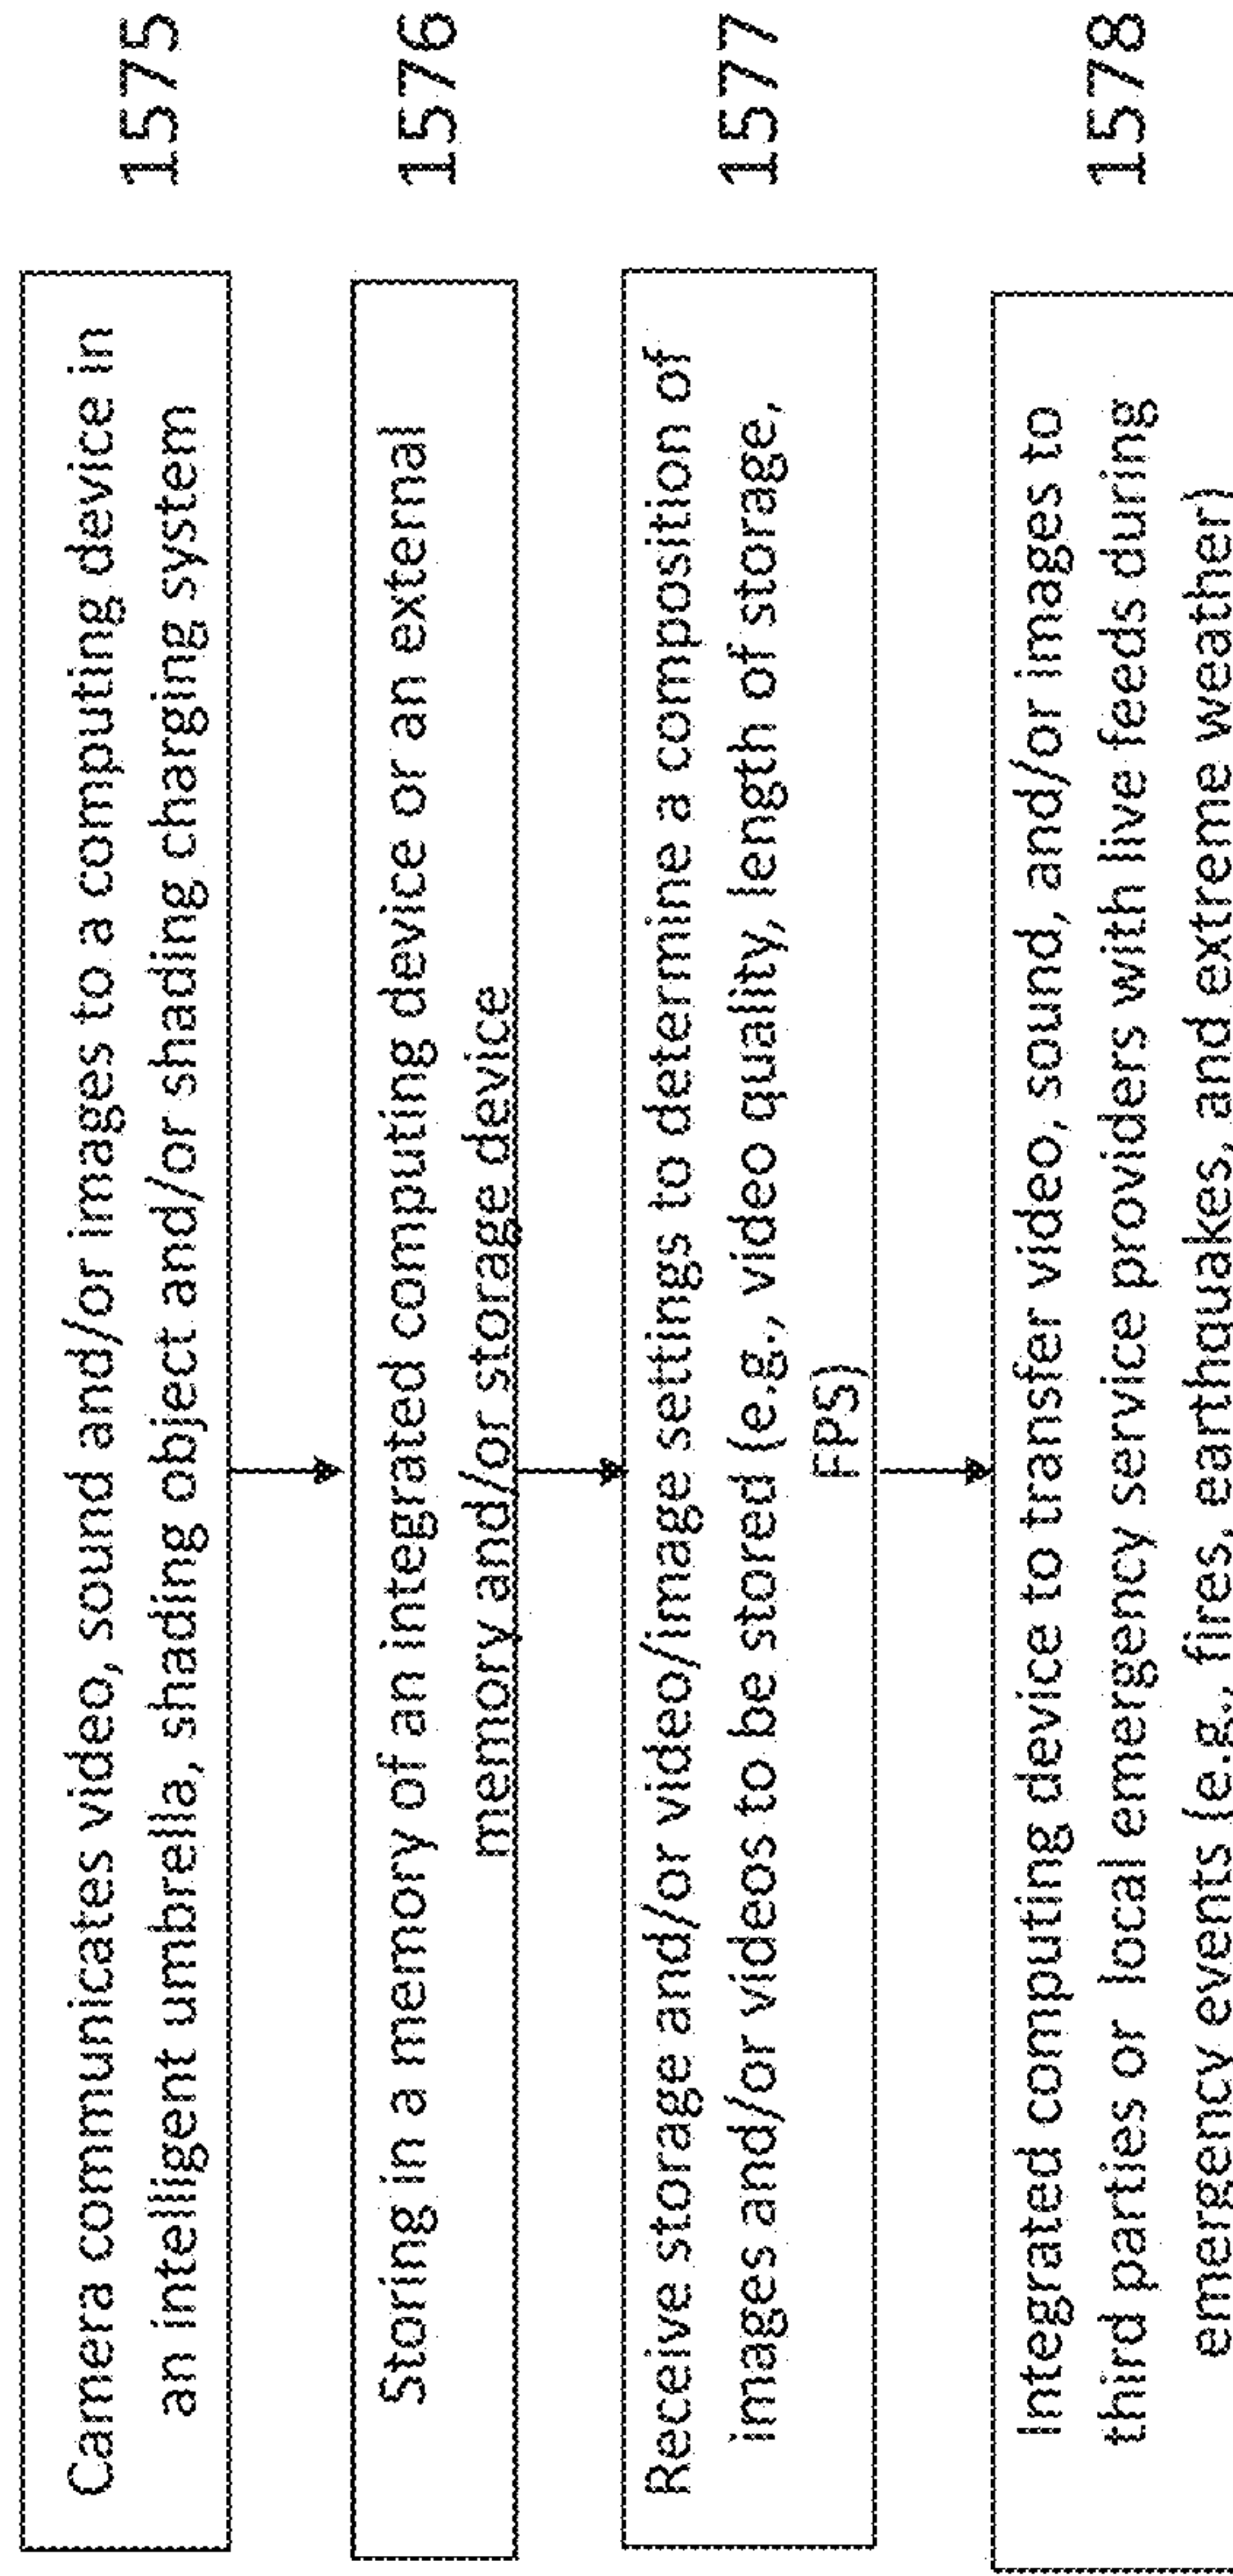 Camera communicates video, sound and/or images to a computing device in
an intelligent umbrella, shading object and/or shading charging system
1575
Storing in a memory of an integrated computing device or an external
memory and/or storage device
1576
Receive storage and/or video/image settings to determine a composition of
images and/or videos to be stored (e.g., video quality, length of storage,
FPS)
1577
Integrated computing device to transfer video, sound, and/or images to
third parties or local emergency service providers with live feeds during
emergency events (e.g., fires, earthquakes, and extreme weather)
1578